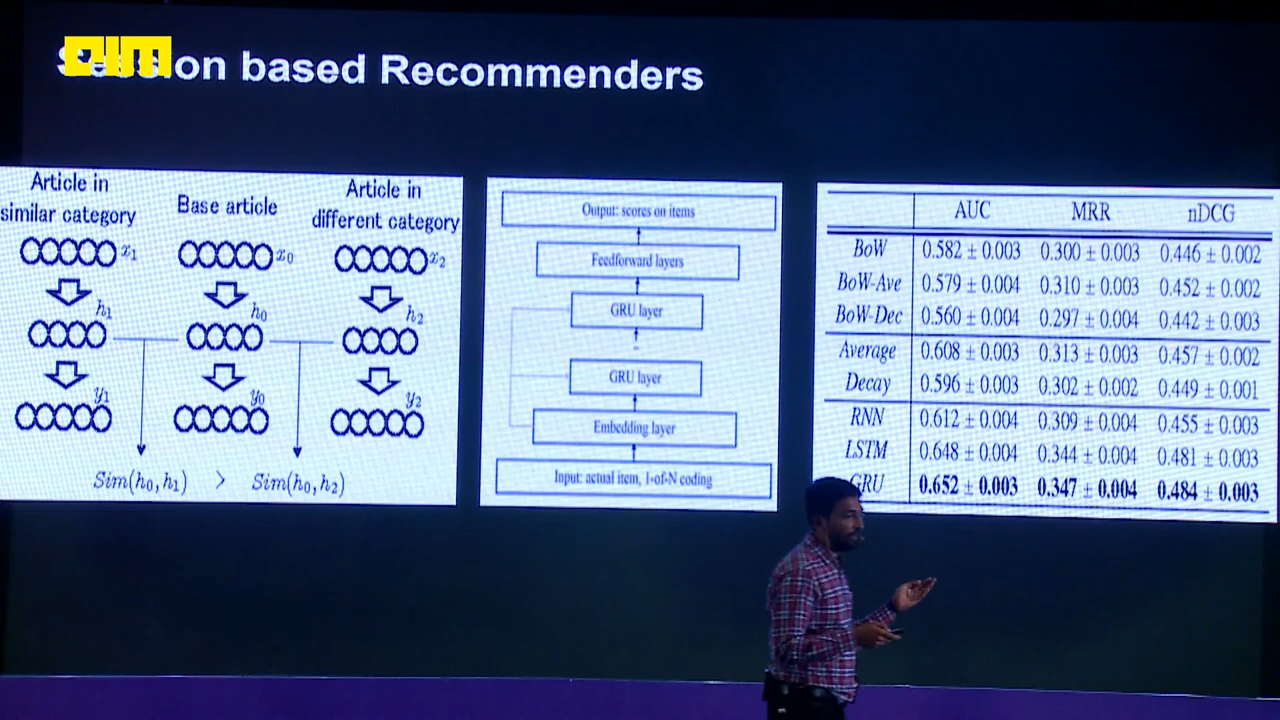 aim
Session based Recommenders
Article in
similar category
Base article
Article in
different category
x₁
x₀
x₂
h₁
h₀
h₂
y₁
y₀
y₂
Sim(h₀,h₁) > Sim(h₀,h₂)
Output: scores on items
Feedforward layers
GRU layer
...
GRU layer
Embedding layer
Input: actual item, 1-of-N coding
AUC MRR nDCG
BoW 0.582 ± 0.003 0.300 ± 0.003 0.446 ± 0.002
BoW-Ave 0.579 ± 0.004 0.310 ± 0.003 0.452 ± 0.002
BoW-Dec 0.560 ± 0.004 0.297 ± 0.004 0.442 ± 0.003
Average 0.608 ± 0.003 0.313 ± 0.003 0.457 ± 0.002
Decay 0.596 ± 0.003 0.302 ± 0.002 0.449 ± 0.001
RNN 0.612 ± 0.004 0.309 ± 0.004 0.455 ± 0.003
LSTM 0.648 ± 0.004 0.344 ± 0.004 0.481 ± 0.003
GRU 0.652 ± 0.003 0.347 ± 0.004 0.484 ± 0.003